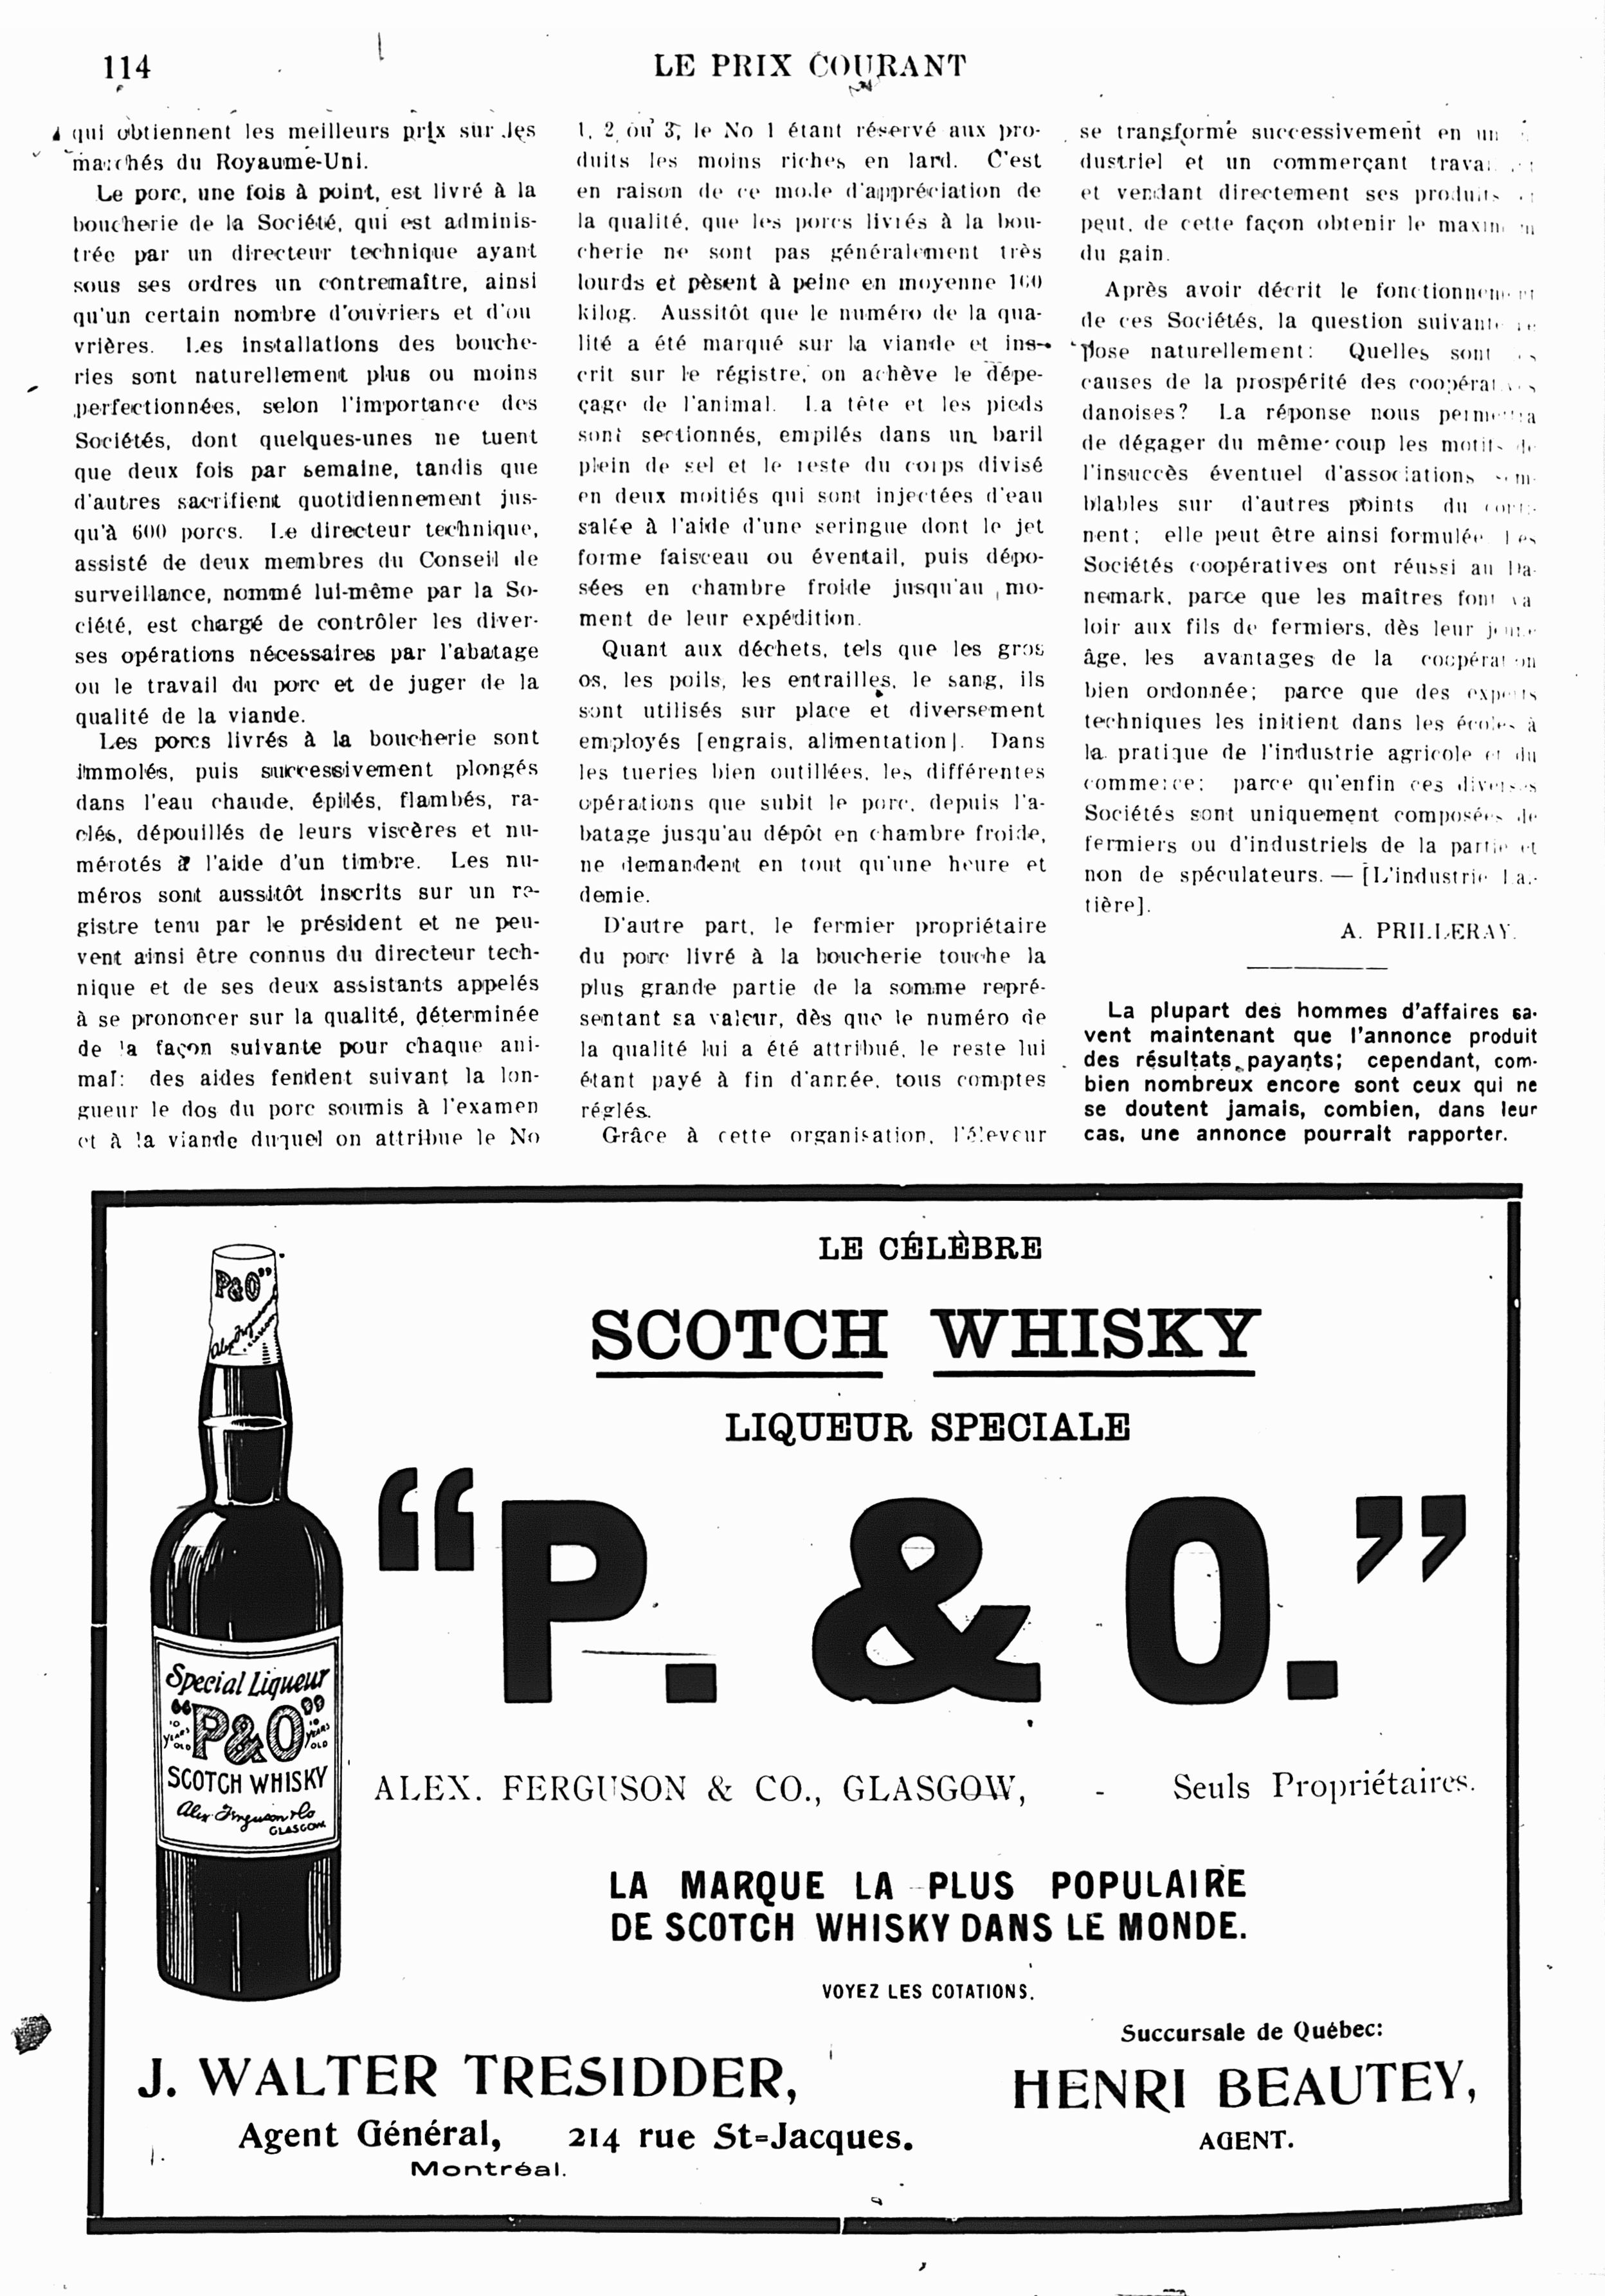 114
LE PRIX COURANT
qui obtiennent les meilleurs prix sur les
marchés du Royaume-Uni.
Le porc, une fois à point, est livré à la
boucherie de la Société, qui est adminis-
trée par un directeur technique ayant
sous ses ordres un contremaître, ainsi
qu'un certain nombre d'ouvriers et d'ou
vrières. Les installations des bouche-
ries sont naturellement plus ou moins
perfectionnées, selon l'importance des
Sociétés, dont quelques-unes ne tuent
que deux fois par semaine, tandis que
d'autres sacrifient quotidiennement jus-
qu'à 600 porcs. Le directeur technique,
assisté de deux membres du Conseil de
surveillance, nommé lui-même par la So-
ciété, est chargé de contrôler les diver-
ses opérations nécessaires par l'abatage
ou le travail du porc et de juger de la
qualité de la viande.
Les porcs livrés à la boucherie sont
immolés, puis successivement plongés
dans l'eau chaude, épilés, flambés, ra-
clés, dépouillés de leurs viscères et nu-
mérotés à l'aide d'un timbre. Les nu-
méros sont aussitôt inscrits sur un re-
gistre tenu par le président et ne peu-
vent ainsi être connus du directeur tech-
nique et de ses deux assistants appelés
à se prononcer sur la qualité, déterminée
de la façon suivante pour chaque ani-
mal: des aides fendent suivant la lon-
gueur le dos du porc soumis à l'examen
et à la viande duquel on attribue le No
1, 2 ou 3, le No 1 étant réservé aux pro-
duits les moins riches en lard. C'est
en raison de ce mode d'appréciation de
la qualité, que les porcs livrés à la bou-
cherie ne sont pas généralement très
lourds et pèsent à peine en moyenne 160
kilog. Aussitôt que le numéro de la qua-
lité a été marqué sur la viande et ins-
crit sur le régistre, on achève le dépe-
çage de l'animal. La tête et les pieds
sont sectionnés, empilés dans un baril
plein de sel et le reste du corps divisé
en deux moitiés qui sont injectées d'eau
salée à l'aide d'une seringue dont le jet
forme faisceau ou éventail, puis dépo-
sées en chambre froide jusqu'au mo-
ment de leur expédition.
Quant aux déchets, tels que les gros
os, les poils, les entrailles, le sang, ils
sont utilisés sur place et diversement
employés [engrais, alimentation]. Dans
les tueries bien outillées, les différentes
opérations que subit le porc, depuis l'a-
batage jusqu'au dépôt en chambre froide,
ne demandent en tout qu'une heure et
demie.
D'autre part, le fermier propriétaire
du porc livré à la boucherie touche la
plus grande partie de la somme repré-
sentant sa valeur, dès que le numéro de
la qualité lui a été attribué, le reste lui
étant payé à fin d'année, tous comptes
réglés.
Grâce à cette organisation, l'éleveur
se transforme successivement en un
dustriel et un commerçant
et vendant directement ses produits
peut, de cette façon obtenir le
du gain.
Après avoir décrit le fonctionnement
de ces Sociétés, la question suivante se
pose naturellement: Quelles sont
causes de la prospérité des coopératives
danoises? La réponse nous permettra
de dégager du même coup les motifs de
l'insuccès éventuel d'associations sem-
blables sur d'autres points du conti-
nent; elle peut être ainsi formulée Les
Sociétés coopératives ont réussi au Da-
nemark, parce que les maîtres font va
loir aux fils de fermiers, dès leur jeune
âge, les avantages de la coopération
bien ordonnée; parce que des experts
techniques les initient dans les écoles à
la pratique de l'industrie agricole et du
commerce; parce qu'enfin ces diverses
Sociétés sont uniquement composées de
fermiers ou d'industriels de la partie et
non de spéculateurs. — [L'industrie Lai-
tière].
A. PRILLERAY.
La plupart des hommes d'affaires sa-
vent maintenant que l'annonce produit
des résultats payants; cependant, com-
bien nombreux encore sont ceux qui ne
se doutent jamais, combien, dans leur
cas, une annonce pourrait rapporter.
LE CÉLÈBRE
SCOTCH WHISKY
LIQUEUR SPECIALE
"P. & O."
P&O"
Special Liqueur
"P&O"
10 YEARS OLD
10 YEARS OLD
SCOTCH WHISKY
Alex Ferguson & Co
GLASGOW
ALEX. FERGUSON & CO., GLASGOW, - Seuls Propriétaires.
LA MARQUE LA PLUS POPULAIRE
DE SCOTCH WHISKY DANS LE MONDE.
VOYEZ LES COTATIONS.
J. WALTER TRESIDDER,
Agent Général, 214 rue St=Jacques.
Montréal.
Succursale de Québec:
HENRI BEAUTEY,
AGENT.